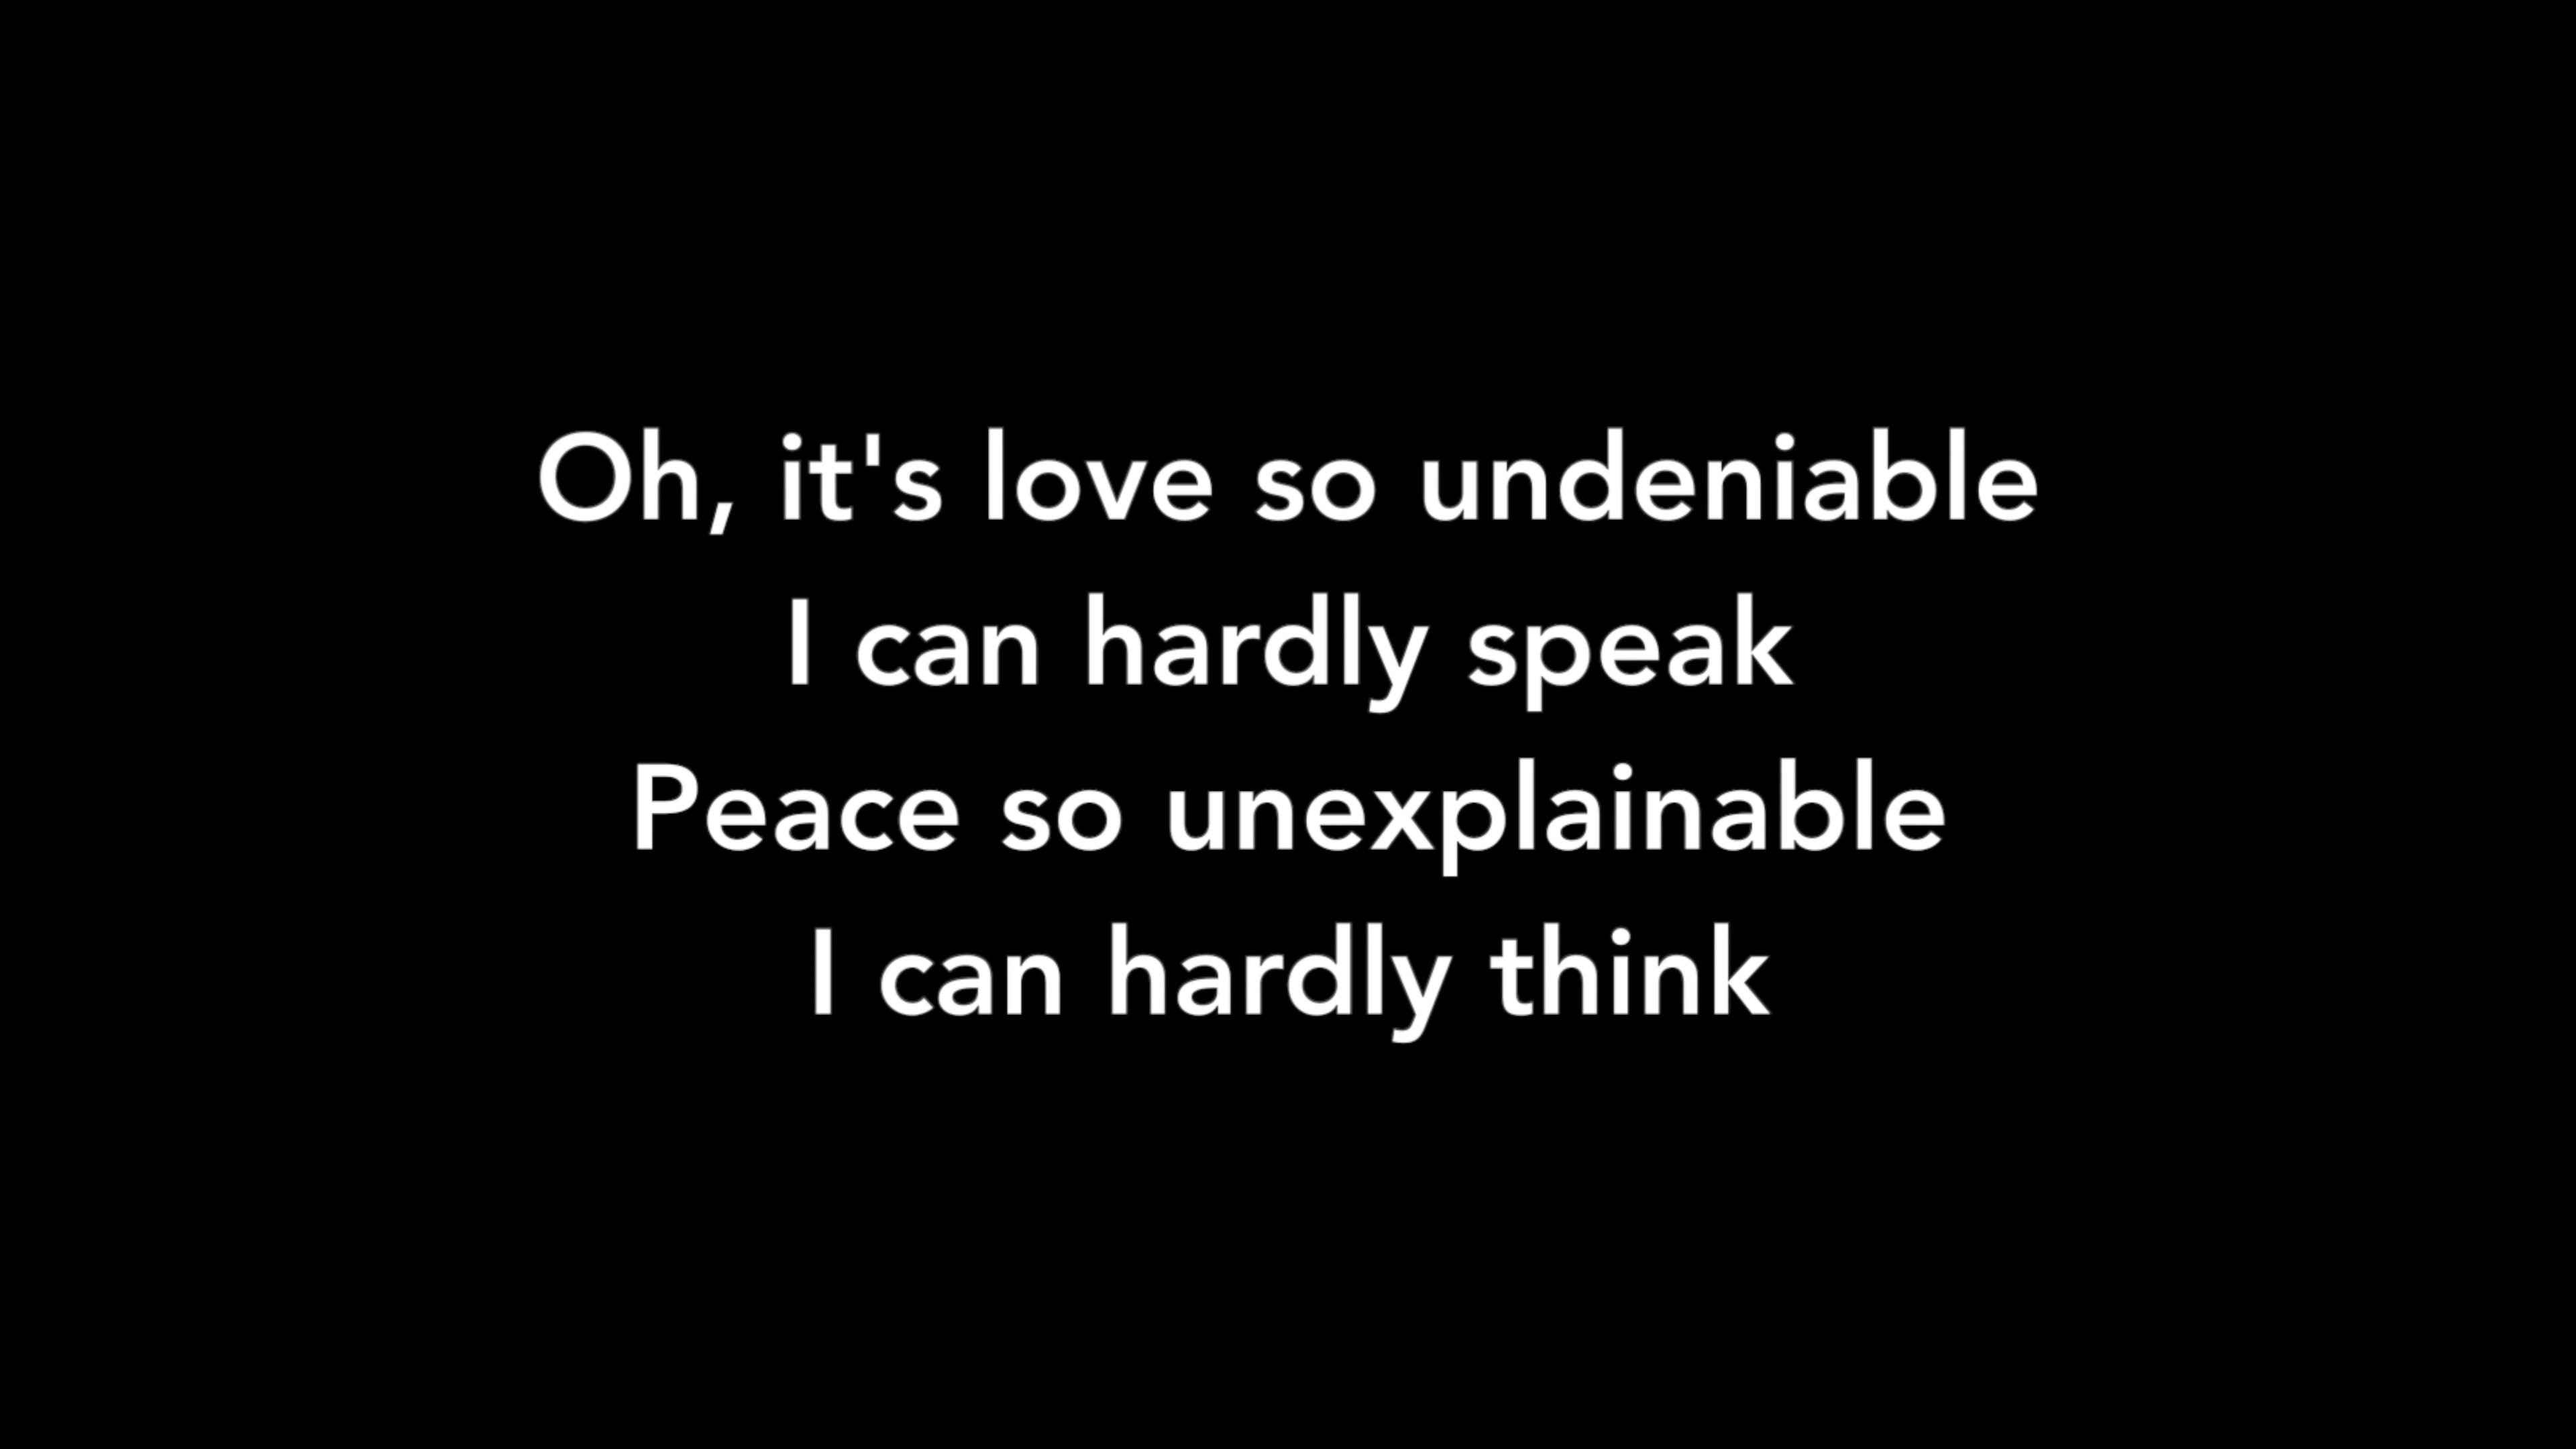 Oh, it's love so undeniable
I can hardly speak
Peace so unexplainable
I can hardly think